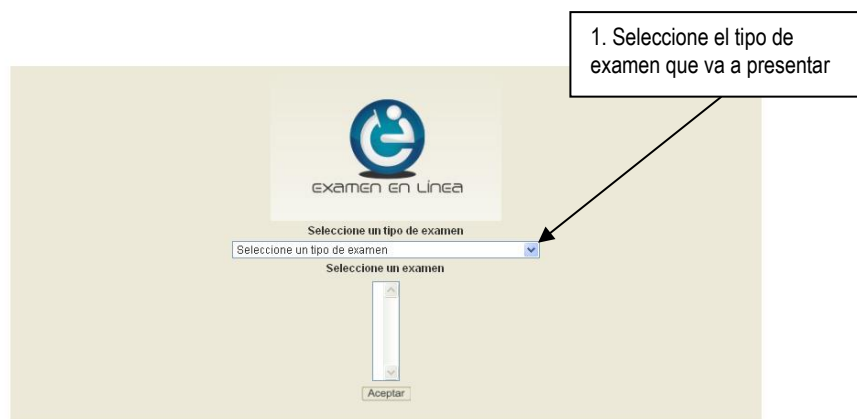 1. Seleccione el tipo de
examen que va a presentar
examen en Línea
Seleccione un tipo de examen
Seleccione un tipo de examen
Seleccione un examen
Aceptar